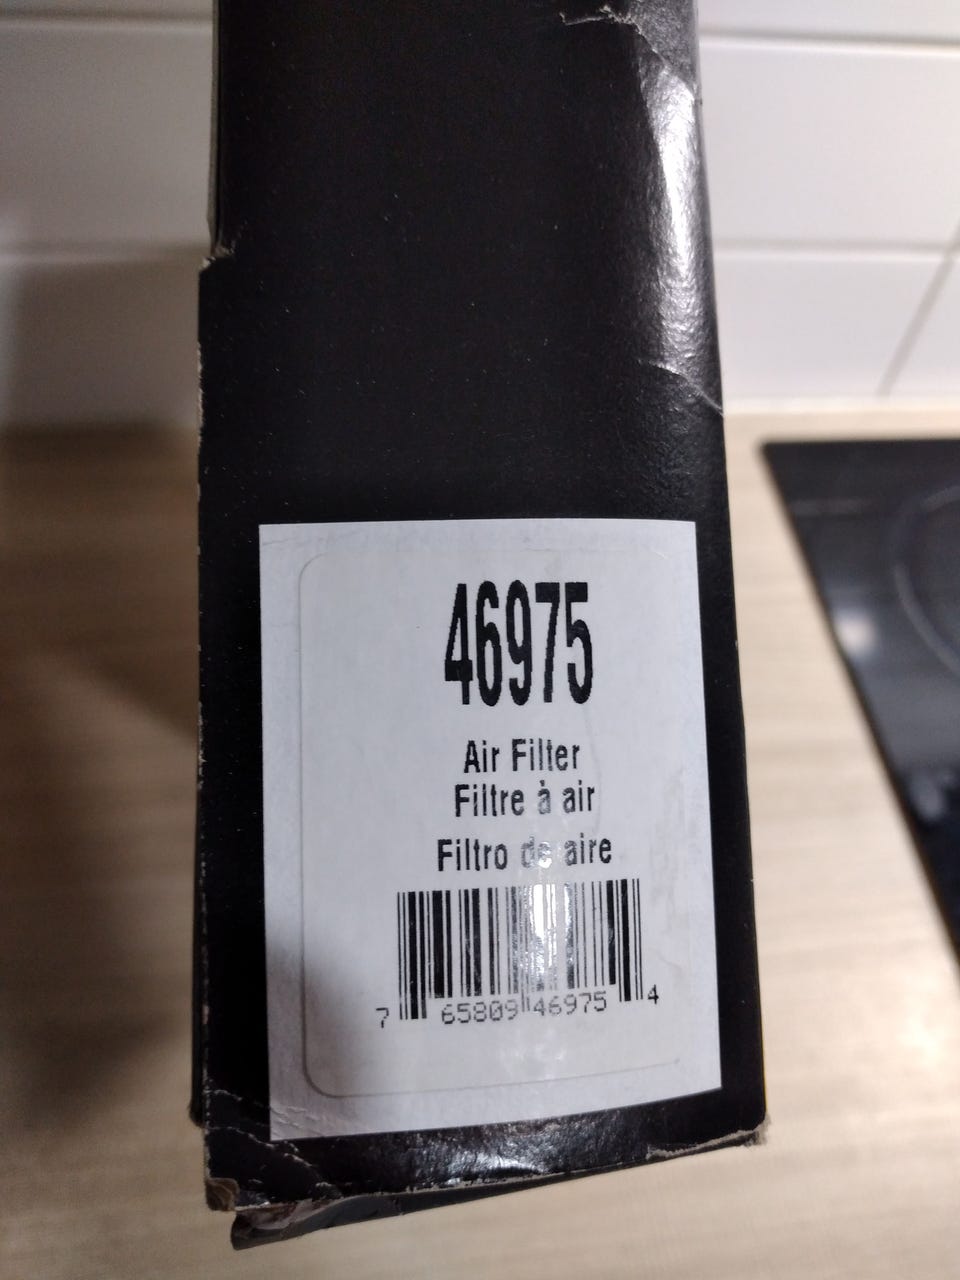 46975
Air Filter
Filtre à air
Filtro de aire
7 65809 46975 4